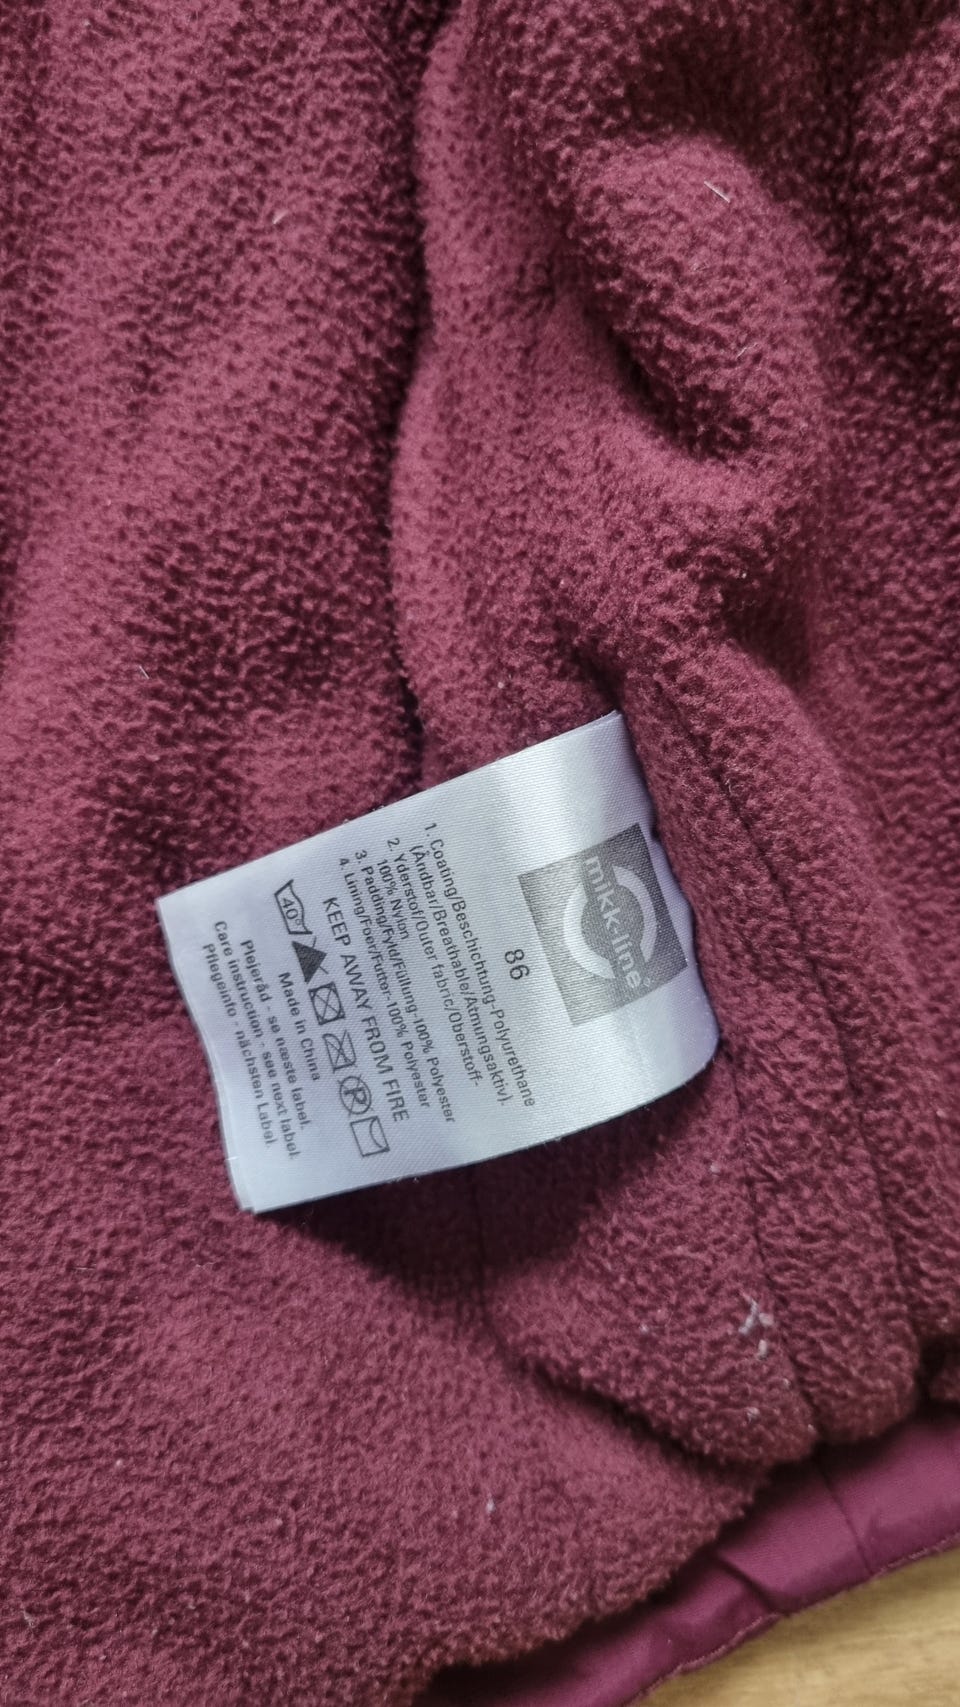 mikk-line®
86
1. Coating/Beschichtung-Polyurethane
(Åndbar/Breathable/Atmungsaktiv).
2. Yderstof/Outer fabric/Oberstoff-
100% Nylon
3. Padding/Fyld/Füllung-100% Polyester
4. Lining/Foer/Futter-100% Polyester
KEEP AWAY FROM FIRE
40°
P
Made In China
Plejeråd - se næste label.
Care instruction - see next label.
Pflegeinfo - nächsten Label.